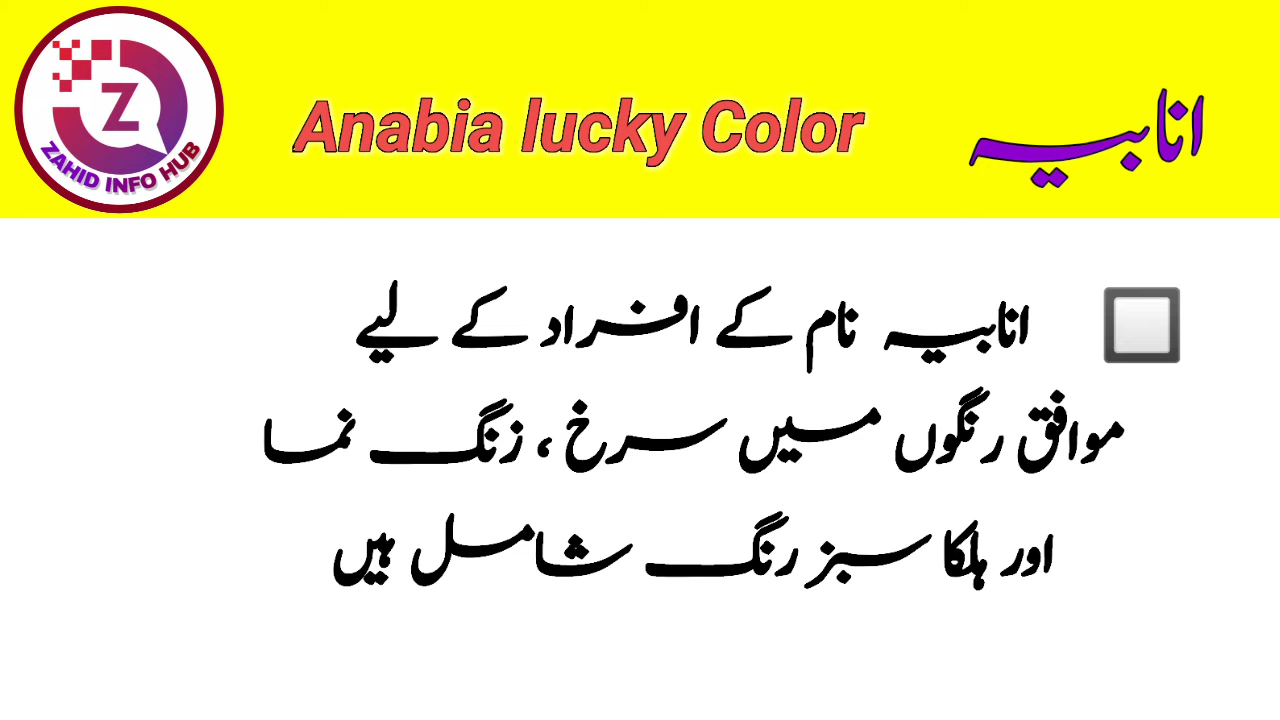 Z
ZAHID INFO HUB
Anabia lucky Color
انابیہ
انابیہ نام کے افراد کے لیے
موافق رنگوں میں سرخ ، زنگ نما
اور ہلکا سبز رنگ شامل ہیں